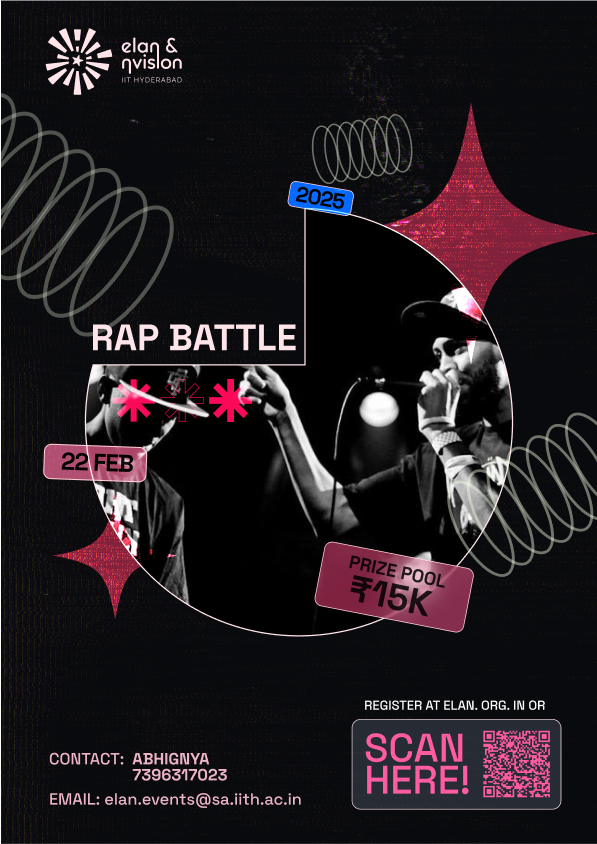 elan &
ηvision
IIT HYDERABAD
2025
RAP BATTLE
22 FEB
PRIZE POOL
₹15K
REGISTER AT ELAN. ORG. IN OR
SCAN
HERE!
CONTACT: ABHIGNYA
7396317023
EMAIL: elan.events@sa.iith.ac.in